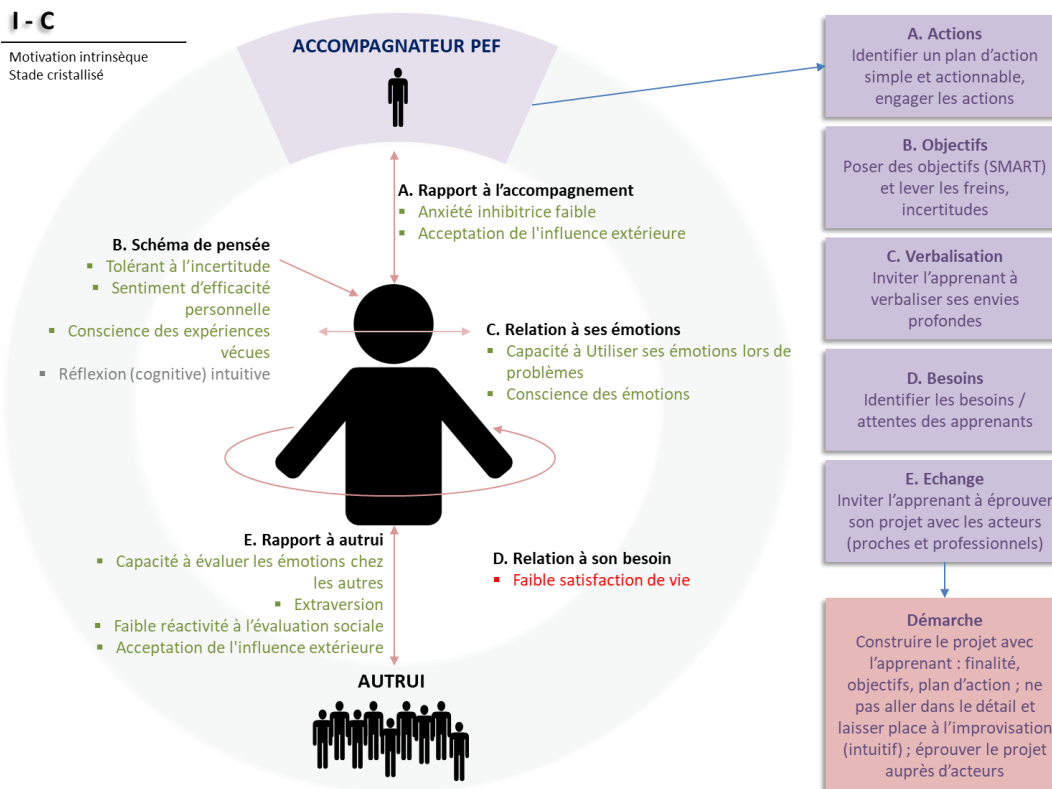 I - C
Motivation intrinsèque
Stade cristallisé
ACCOMPAGNATEUR PEF
A. Rapport à l'accompagnement
▪ Anxiété inhibitrice faible
▪ Acceptation de l'influence extérieure
B. Schéma de pensée
▪ Tolérant à l'incertitude
▪ Sentiment d'efficacité
personnelle
▪ Conscience des expériences
vécues
▪ Réflexion (cognitive) intuitive
C. Relation à ses émotions
▪ Capacité à Utiliser ses émotions lors de
problèmes
▪ Conscience des émotions
E. Rapport à autrui
▪ Capacité à évaluer les émotions chez
les autres
▪ Extraversion
▪ Faible réactivité à l'évaluation sociale
▪ Acceptation de l'influence extérieure
D. Relation à son besoin
▪ Faible satisfaction de vie
AUTRUI
A. Actions
Identifier un plan d'action
simple et actionnable,
engager les actions
B. Objectifs
Poser des objectifs (SMART)
et lever les freins,
incertitudes
C. Verbalisation
Inviter l'apprenant à
verbaliser ses envies
profondes
D. Besoins
Identifier les besoins /
attentes des apprenants
E. Echange
Inviter l'apprenant à éprouver
son projet avec les acteurs
(proches et professionnels)
Démarche
Construire le projet avec
l'apprenant : finalité,
objectifs, plan d'action ; ne
pas aller dans le détail et
laisser place à l'improvisation
(intuitif) ; éprouver le projet
auprès d'acteurs